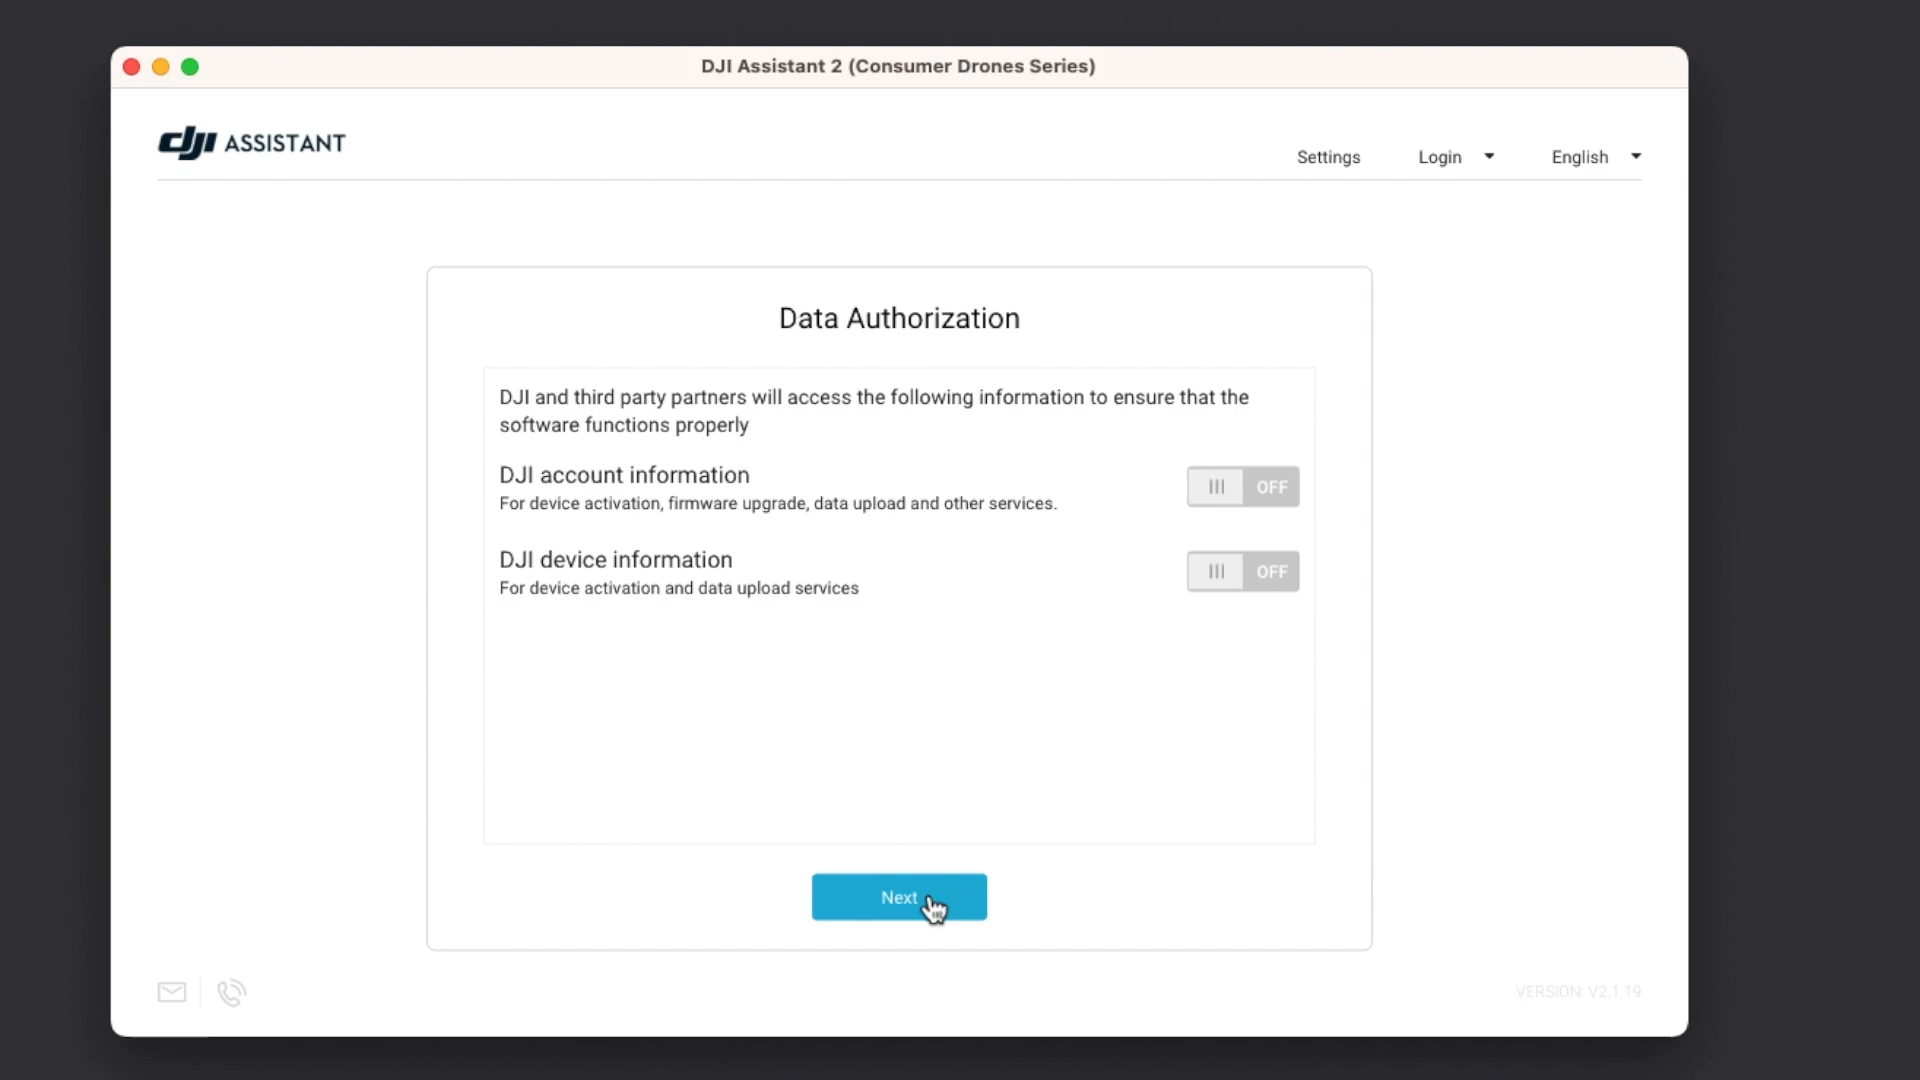 DJI Assistant 2 (Consumer Drones Series)
dji ASSISTANT
Settings
Login
English
Data Authorization
DJI and third party partners will access the following information to ensure that the
software functions properly
DJI account information
For device activation, firmware upgrade, data upload and other services.
OFF
DJI device information
For device activation and data upload services
OFF
Next
VERSION: V2.1.19